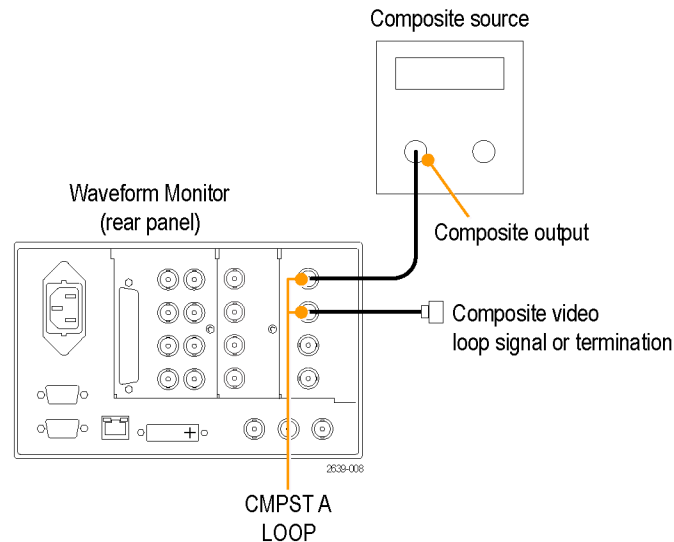 Composite source
Waveform Monitor
(rear panel)
Composite output
Composite video
loop signal or termination
2639-008
CMPST A
LOOP